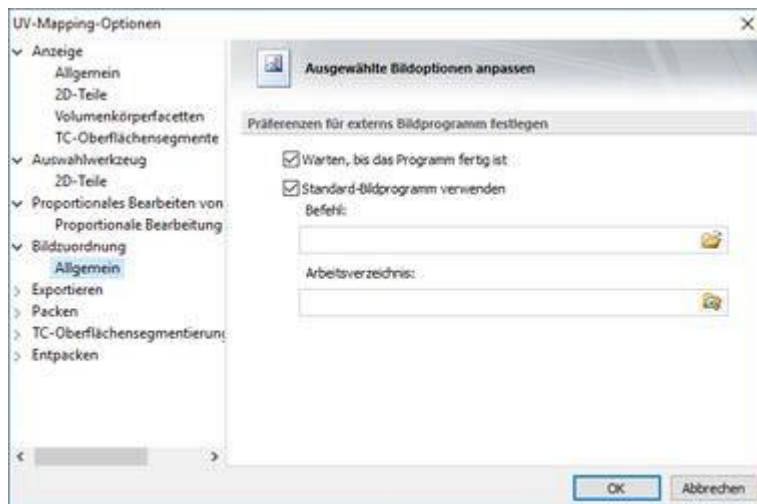 UV-Mapping-Optionen
Anzeige
Allgemein
2D-Teile
Volumenkörperfacetten
TC-Oberflächensegmente
Auswahlwerkzeug
2D-Teile
Proportionales Bearbeiten von
Proportionale Bearbeitung
Bildzuordnung
Allgemein
Exportieren
Packen
TC-Oberflächensegmentierung
Entpacken
Ausgewählte Bildoptionen anpassen
Präferenzen für externs Bildprogramm festlegen
Warten, bis das Programm fertig ist
Standard-Bildprogramm verwenden
Befehl:
Arbeitsverzeichnis:
OK
Abbrechen